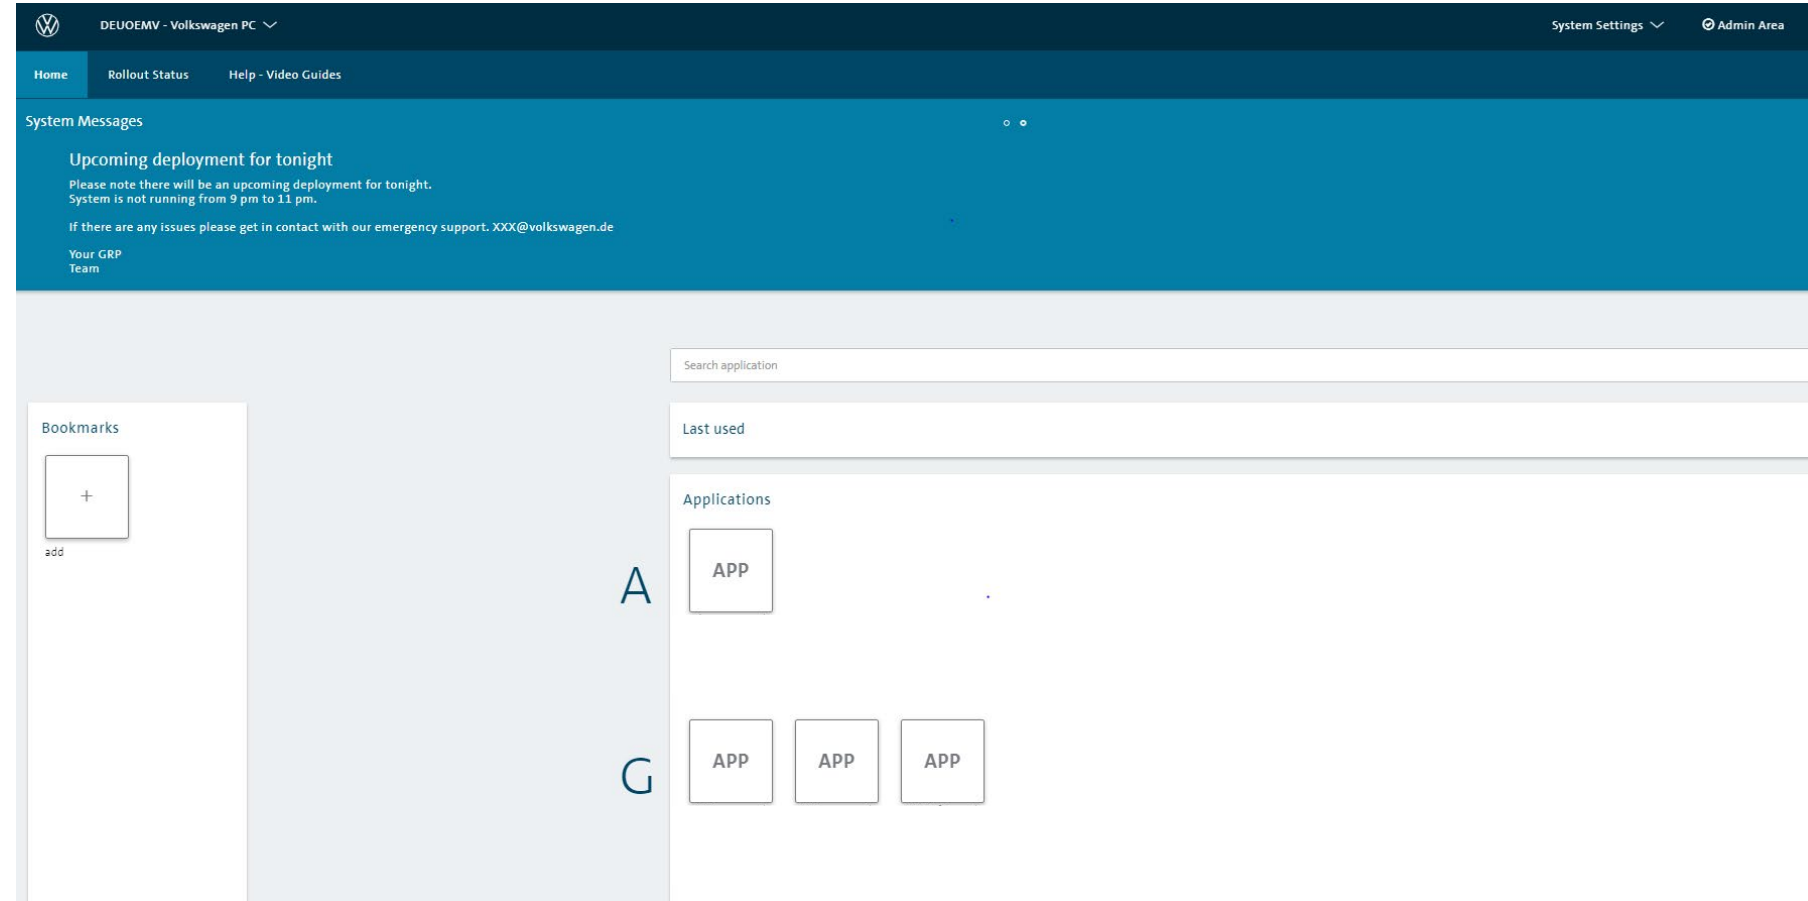 DEUOEMV - Volkswagen PC
System Settings
Admin Area
Home
Rollout Status
Help - Video Guides
System Messages
Upcoming deployment for tonight
Please note there will be an upcoming deployment for tonight.
System is not running from 9 pm to 11 pm.
If there are any issues please get in contact with our emergency support. XXX@volkswagen.de
Your GRP
Team
Search application
Bookmarks
+
add
Last used
Applications
A
APP
G
APP
APP
APP